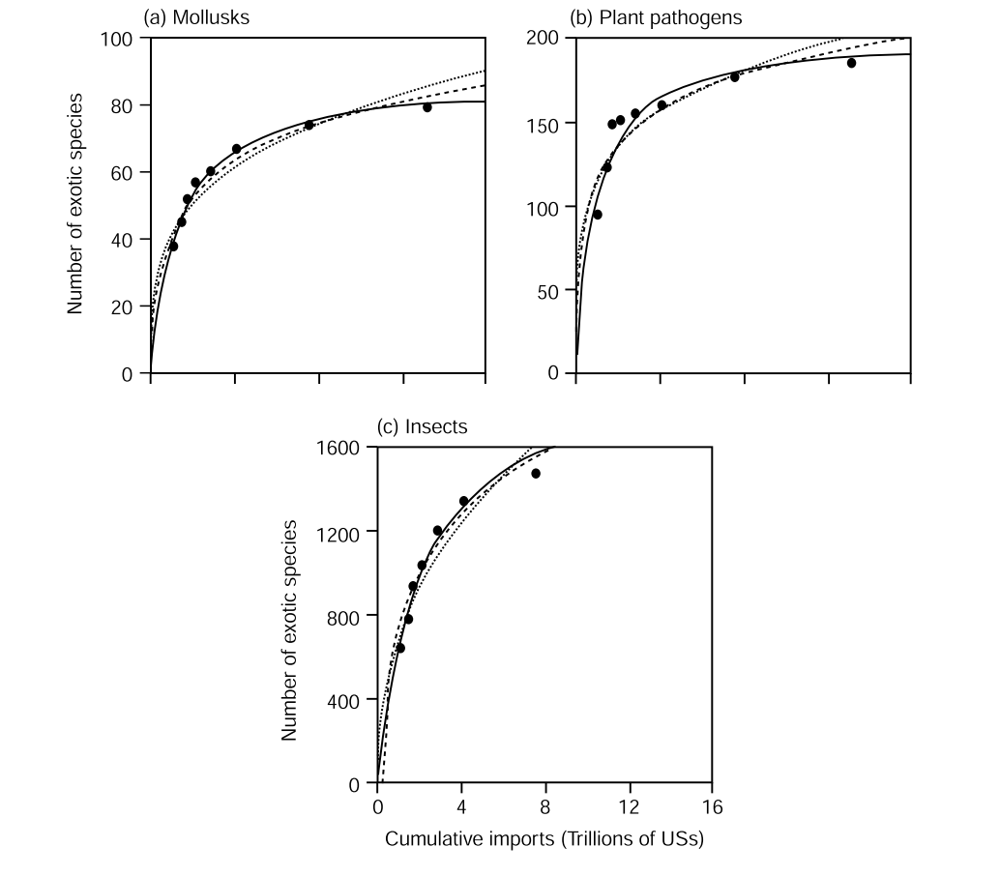 (a) Mollusks
100
80
60
40
20
0
Number of exotic species
(b) Plant pathogens
200
150
100
50
0
(c) Insects
1600
1200
800
400
0
Number of exotic species
0 4 8 12 16
Cumulative imports (Trillions of USs)